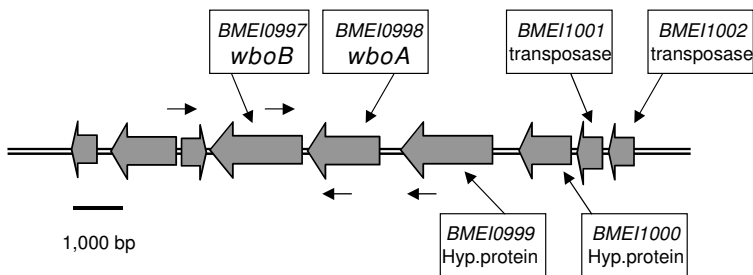 BMEI0997
wboB
BMEI0998
wboA
BMEI1001
transposase
BMEI1002
transposase
1,000 bp
BMEI0999
Hyp.protein
BMEI1000
Hyp.protein